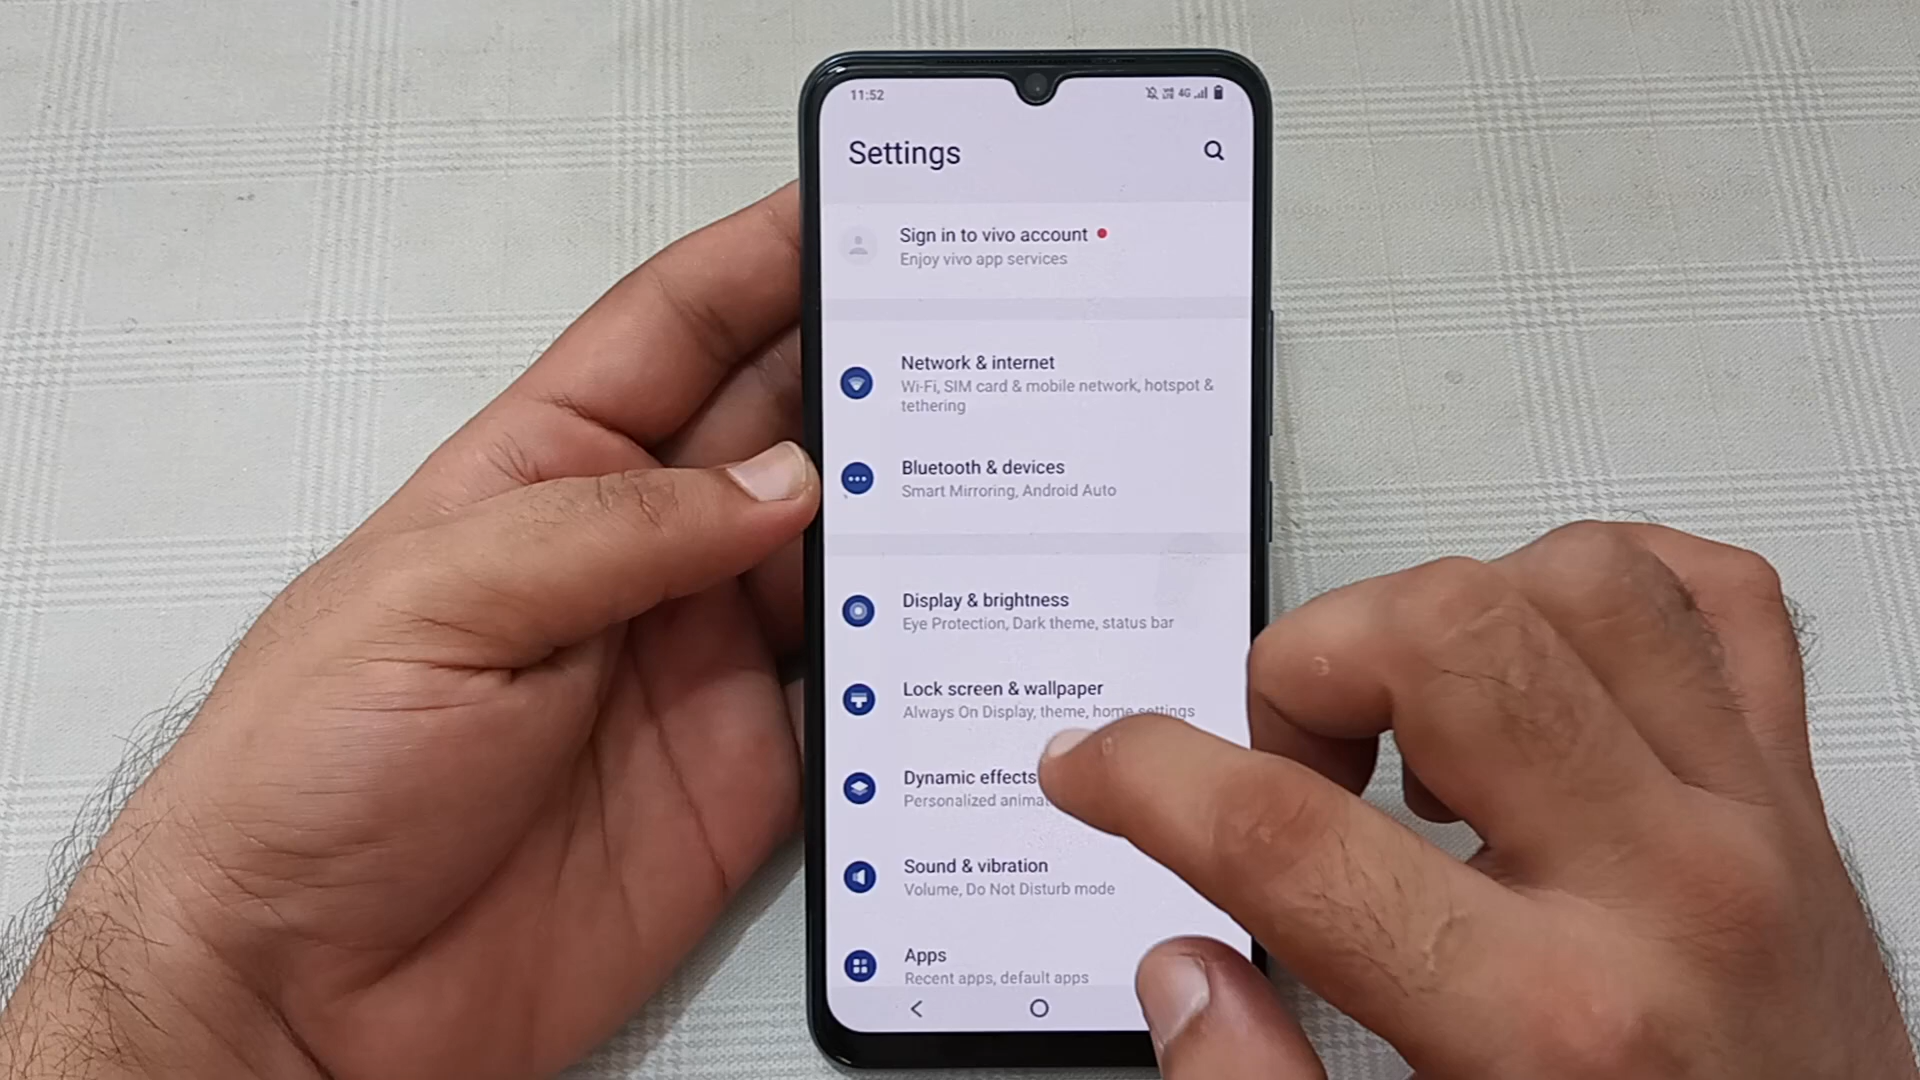 11:52
4G
Settings
Sign in to vivo account
Enjoy vivo app services
Network & internet
Wi-Fi, SIM card & mobile network, hotspot &
tethering
Bluetooth & devices
Smart Mirroring, Android Auto
Display & brightness
Eye Protection, Dark theme, status bar
Lock screen & wallpaper
Always On Display, theme, home settings
Dynamic effects
Personalized
Sound & vibration
Volume, Do Not Disturb mode
Apps
Recent apps, default apps